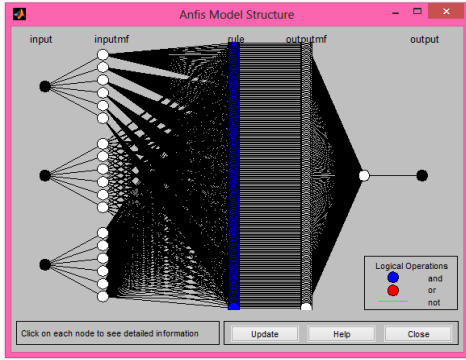 Anfis Model Structure
input inputmf rule outputmf output
Logical Operations
and
or
not
Click on each node to see detailed information
Update Help Close